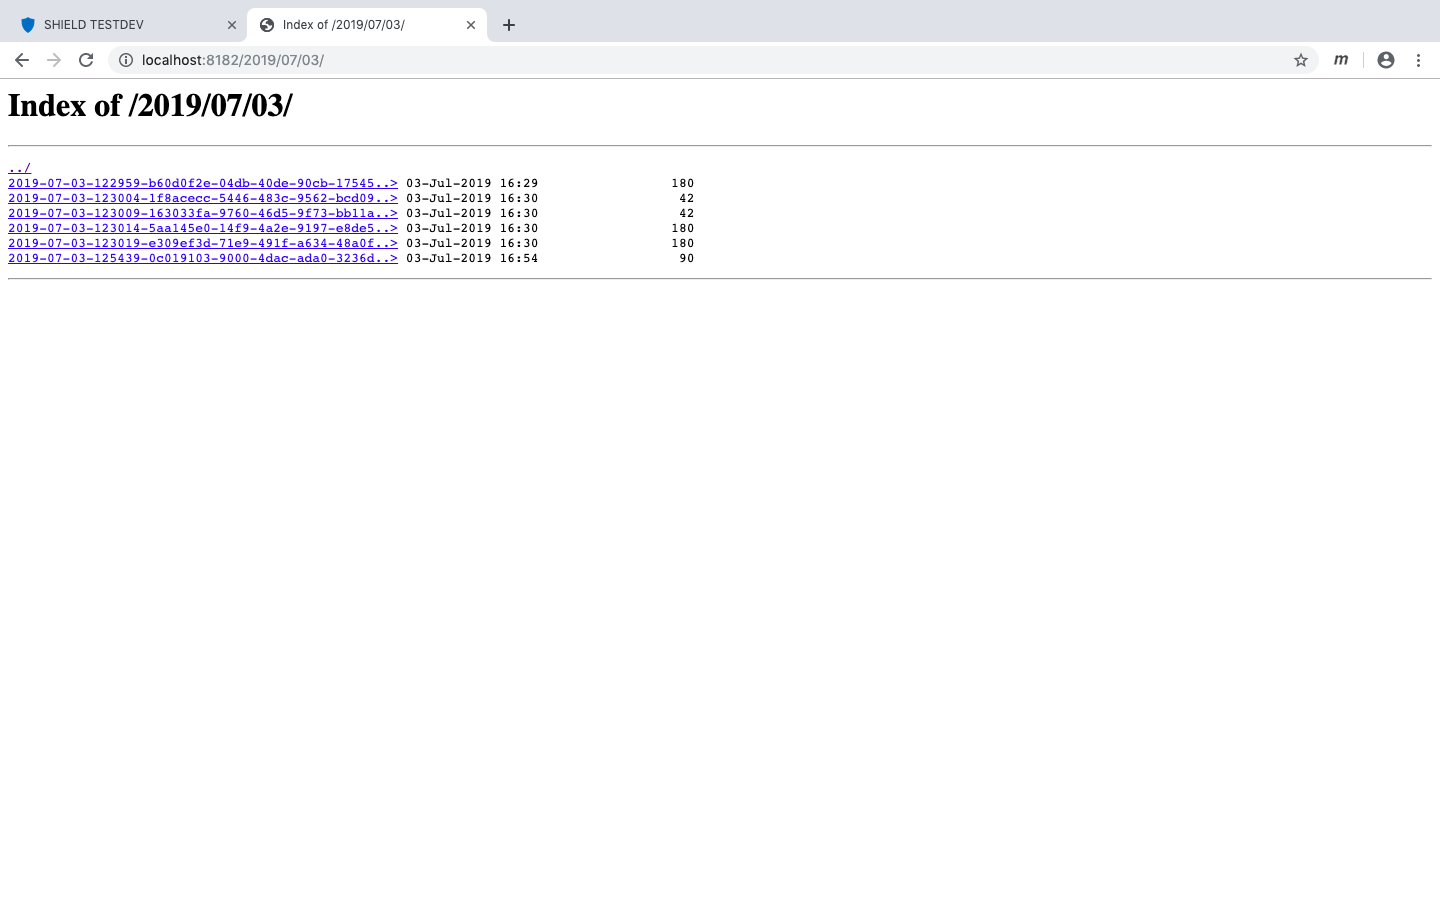 SHIELD TESTDEV
Index of /2019/07/03/
localhost:8182/2019/07/03/
m
Index of /2019/07/03/
../
2019-07-03-122959-b60d0f2e-04db-40de-90cb-17545..> 03-Jul-2019 16:29 180
2019-07-03-123004-1f8acecc-5446-483c-9562-bcd09..> 03-Jul-2019 16:30 42
2019-07-03-123009-163033fa-9760-46d5-9f73-bb11a..> 03-Jul-2019 16:30 42
2019-07-03-123014-5aa145e0-14f9-4a2e-9197-e8de5..> 03-Jul-2019 16:30 180
2019-07-03-123019-e309ef3d-71e9-491f-a634-48a0f..> 03-Jul-2019 16:30 180
2019-07-03-125439-0c019103-9000-4dac-ada0-3236d..> 03-Jul-2019 16:54 90